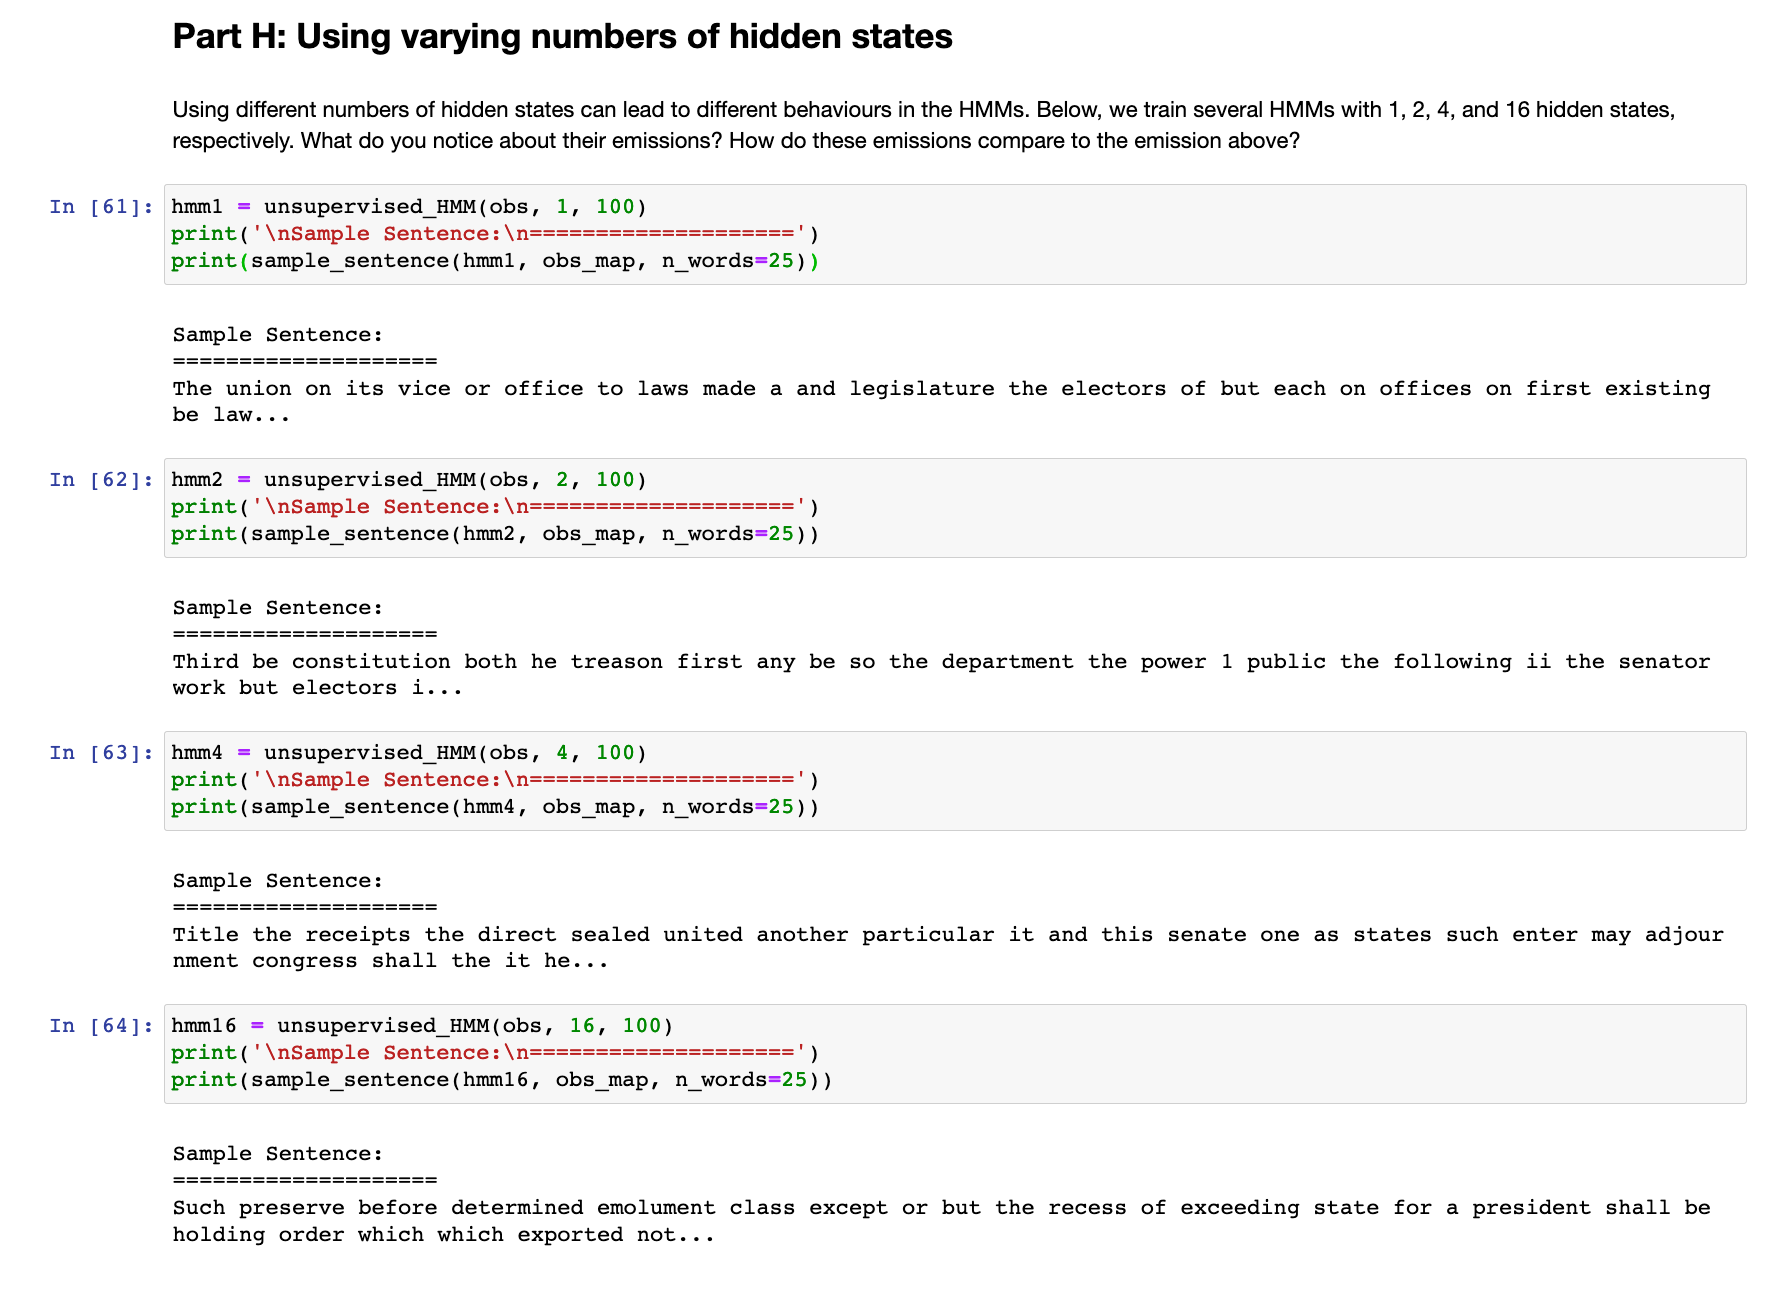 Part H: Using varying numbers of hidden states
Using different numbers of hidden states can lead to different behaviours in the HMMs. Below, we train several HMMs with 1, 2, 4, and 16 hidden states,
respectively. What do you notice about their emissions? How do these emissions compare to the emission above?
In [61]: hmm1 = unsupervised_HMM(obs, 1, 100)
print('\nSample Sentence:\n====================')
print(sample_sentence(hmm1, obs_map, n_words=25))
Sample Sentence:
====================
The union on its vice or office to laws made a and legislature the electors of but each on offices on first existing
be law...
In [62]: hmm2 = unsupervised_HMM(obs, 2, 100)
print('\nSample Sentence:\n====================')
print(sample_sentence(hmm2, obs_map, n_words=25))
Sample Sentence:
====================
Third be constitution both he treason first any be so the department the power 1 public the following ii the senator
work but electors i...
In [63]: hmm4 = unsupervised_HMM(obs, 4, 100)
print('\nSample Sentence:\n====================')
print(sample_sentence(hmm4, obs_map, n_words=25))
Sample Sentence:
====================
Title the receipts the direct sealed united another particular it and this senate one as states such enter may adjour
nment congress shall the it he...
In [64]: hmm16 = unsupervised_HMM(obs, 16, 100)
print('\nSample Sentence:\n====================')
print(sample_sentence(hmm16, obs_map, n_words=25))
Sample Sentence:
====================
Such preserve before determined emolument class except or but the recess of exceeding state for a president shall be
holding order which which exported not...